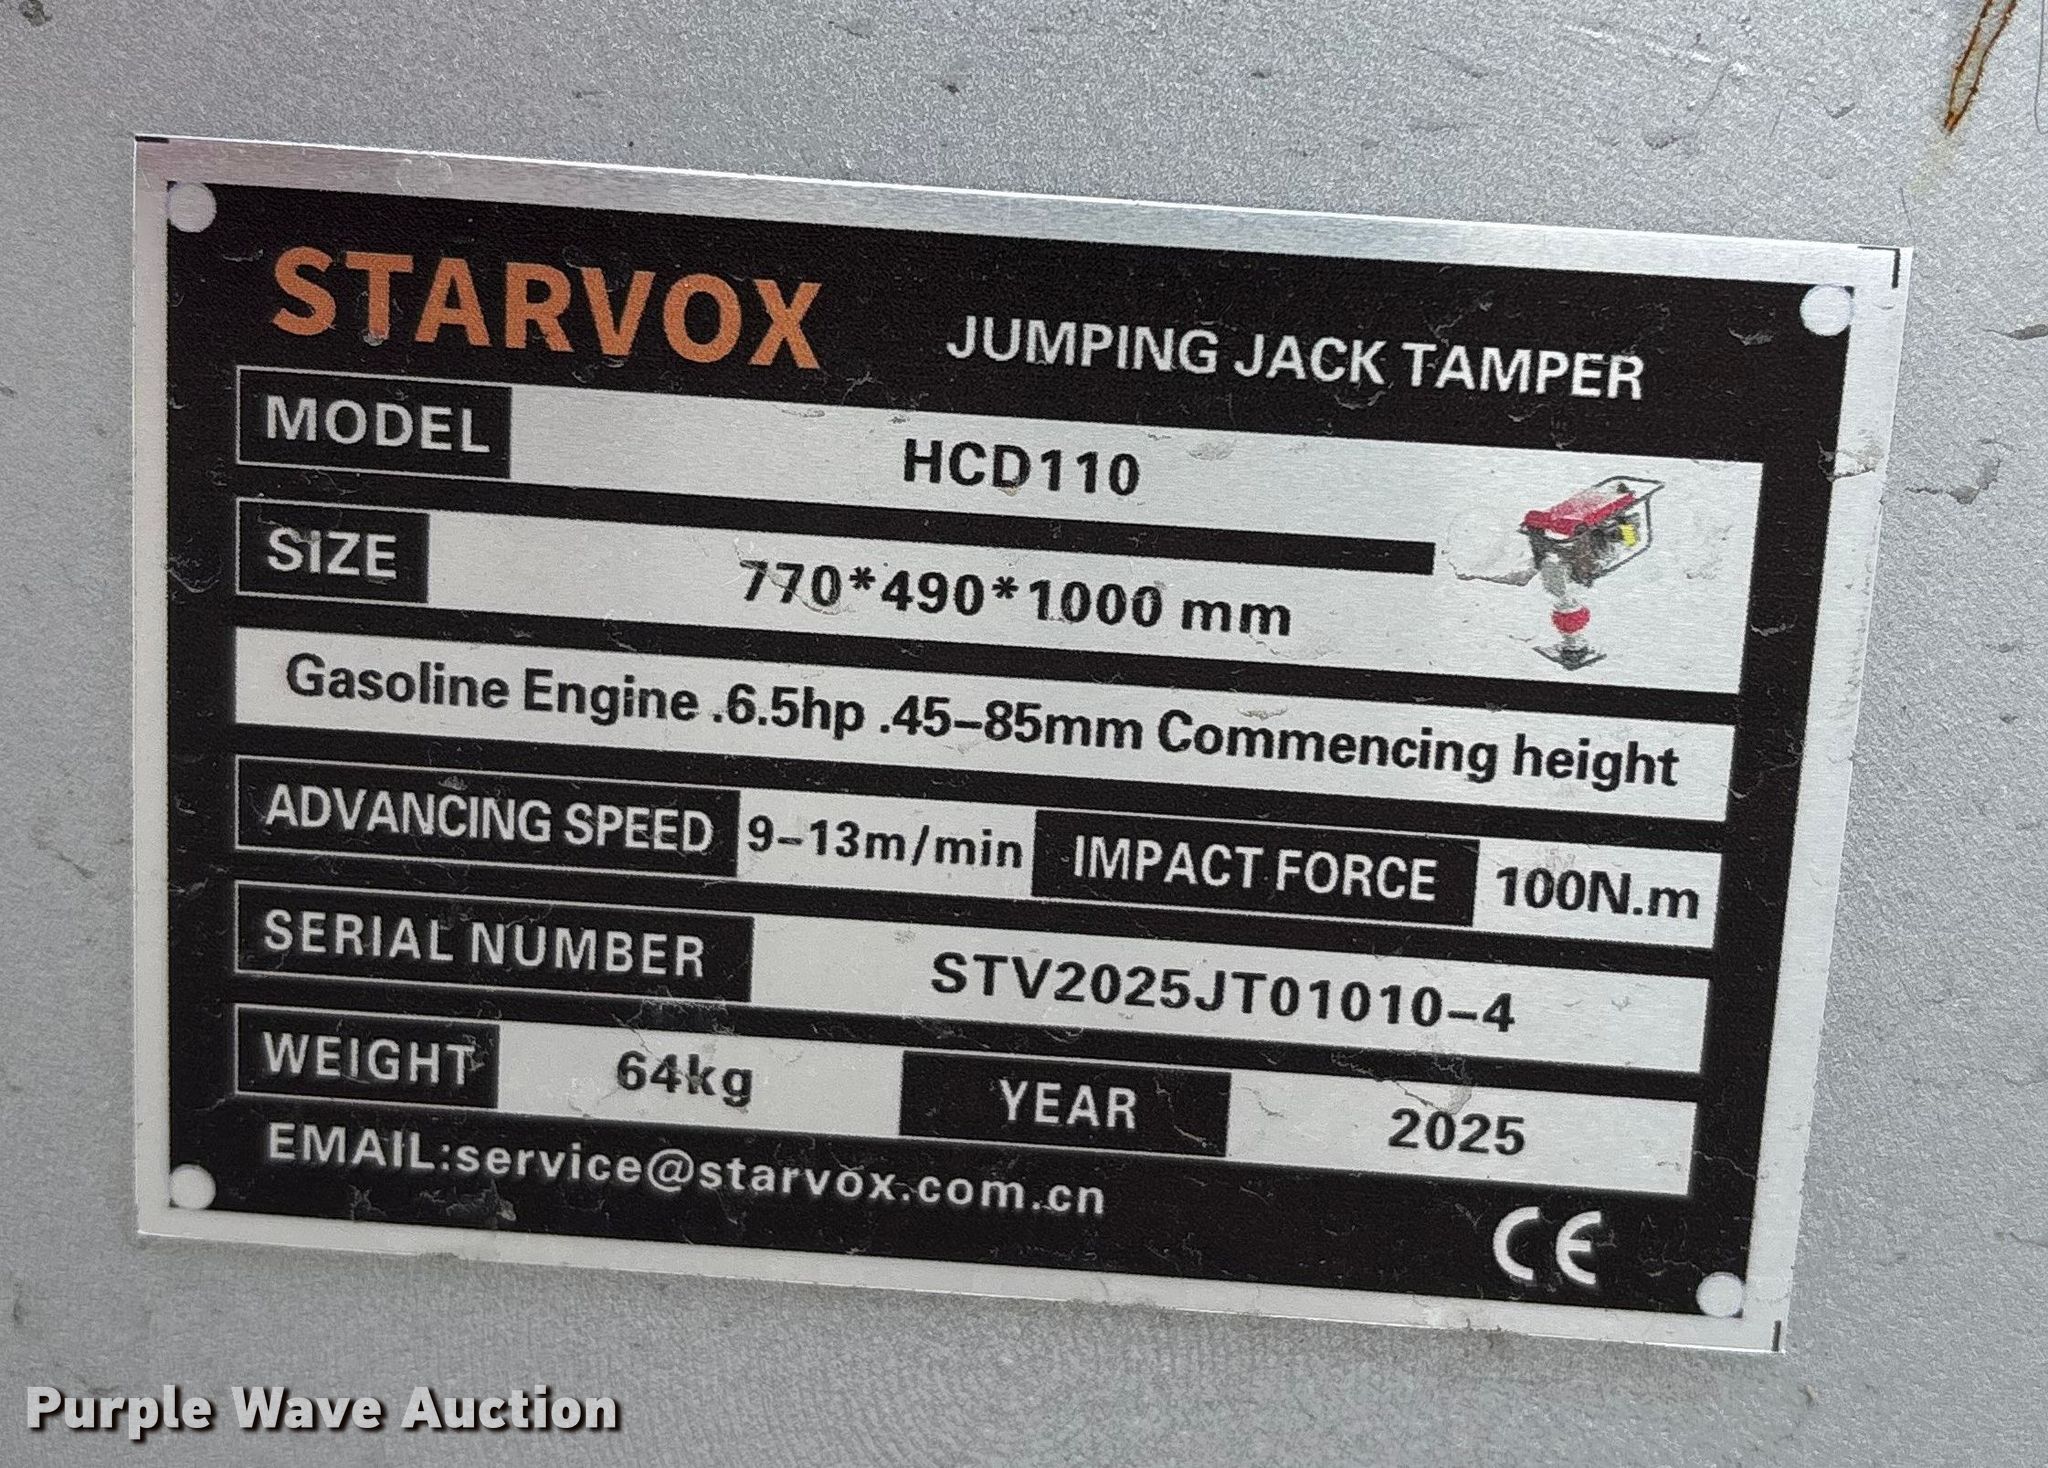 STARVOX JUMPING JACK TAMPER
MODEL HCD110
SIZE 770*490*1000 mm
Gasoline Engine .6.5hp .45-85mm Commencing height
ADVANCING SPEED 9-13m/min IMPACT FORCE 100N.m
SERIAL NUMBER STV2025JT01010-4
WEIGHT 64kg YEAR 2025
EMAIL:service@starvox.com.cn
CE
Purple Wave Auction